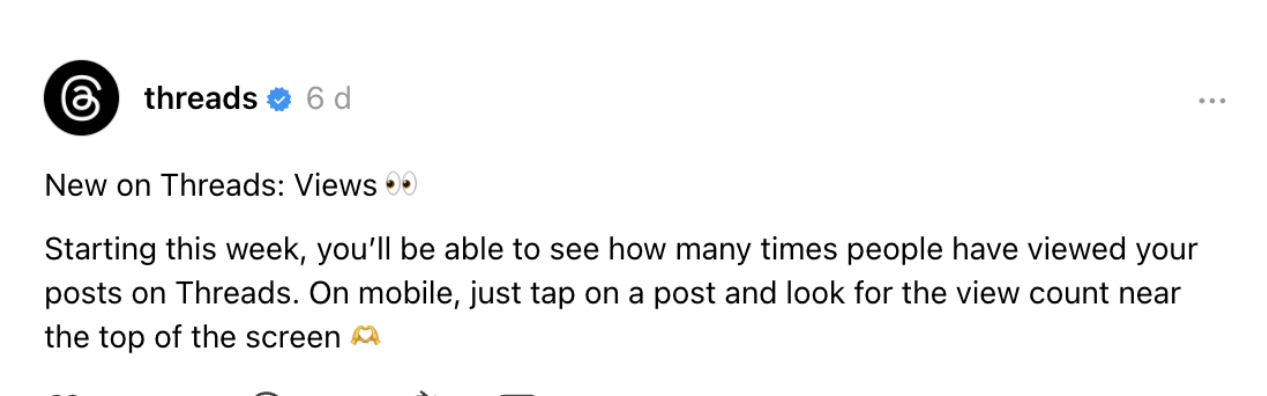 threads 6 d
New on Threads: Views 👀
Starting this week, you’ll be able to see how many times people have viewed your
posts on Threads. On mobile, just tap on a post and look for the view count near
the top of the screen 🫶